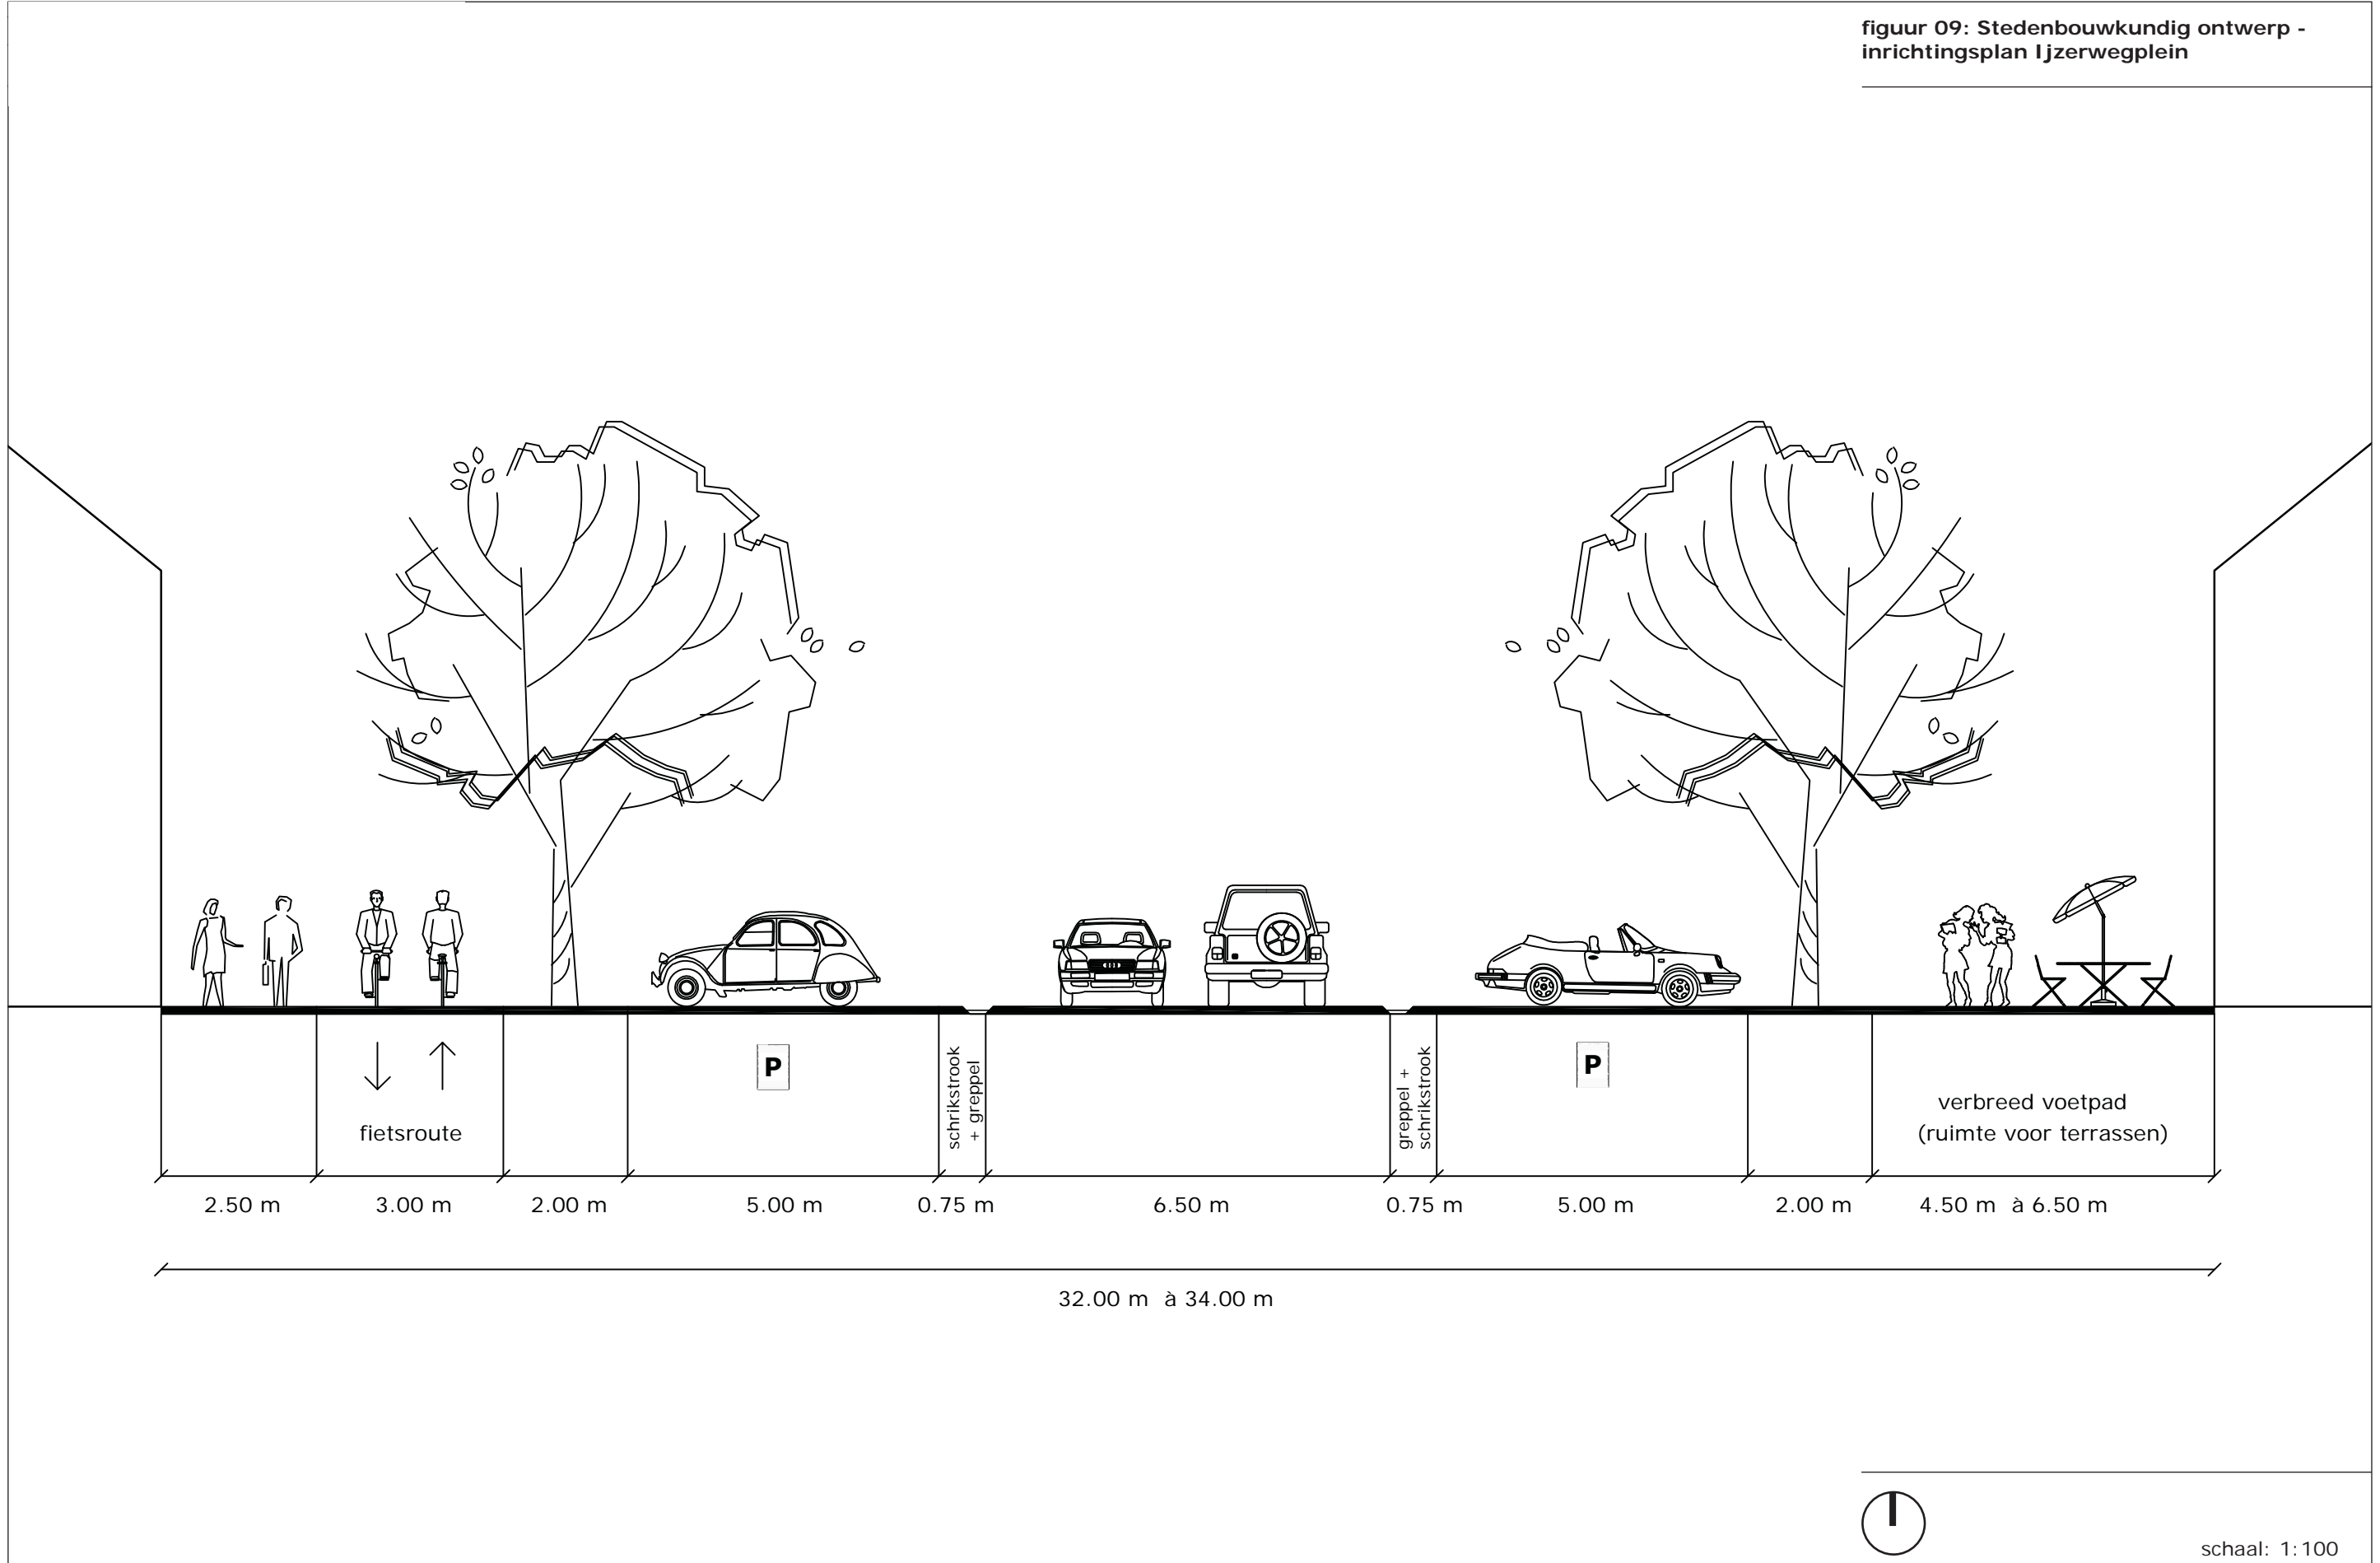 figuur 09: Stedenbouwkundig ontwerp -
inrichtingsplan Ijzerwegplein
P
P
schrikstrook
+ greppel
greppel +
schrikstrook
fietsroute
verbreed voetpad
(ruimte voor terrassen)
2.50 m 3.00 m 2.00 m 5.00 m 0.75 m 6.50 m 0.75 m 5.00 m 2.00 m 4.50 m à 6.50 m
32.00 m à 34.00 m
schaal: 1:100